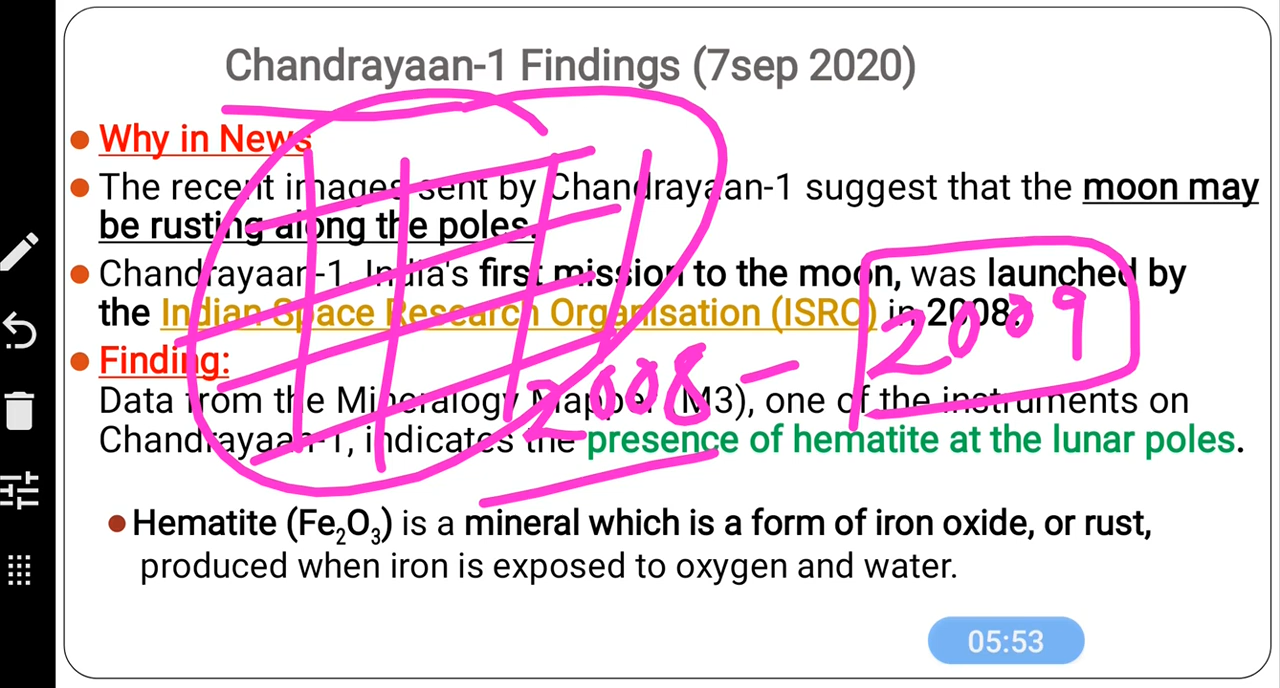 Chandrayaan-1 Findings (7sep 2020)
Why in News
The recent images sent by Chandrayaan-1 suggest that the moon may
be rusting along the poles.
Chandrayaan-1, India's first mission to the moon, was launched by
the Indian Space Research Organisation (ISRO) in 2008.
2008 - 2009
Finding:
Data from the Mineralogy Mapper (M3), one of the instruments on
Chandrayaan-1, indicates the presence of hematite at the lunar poles.
Hematite (Fe₂O₃) is a mineral which is a form of iron oxide, or rust,
produced when iron is exposed to oxygen and water.
05:53